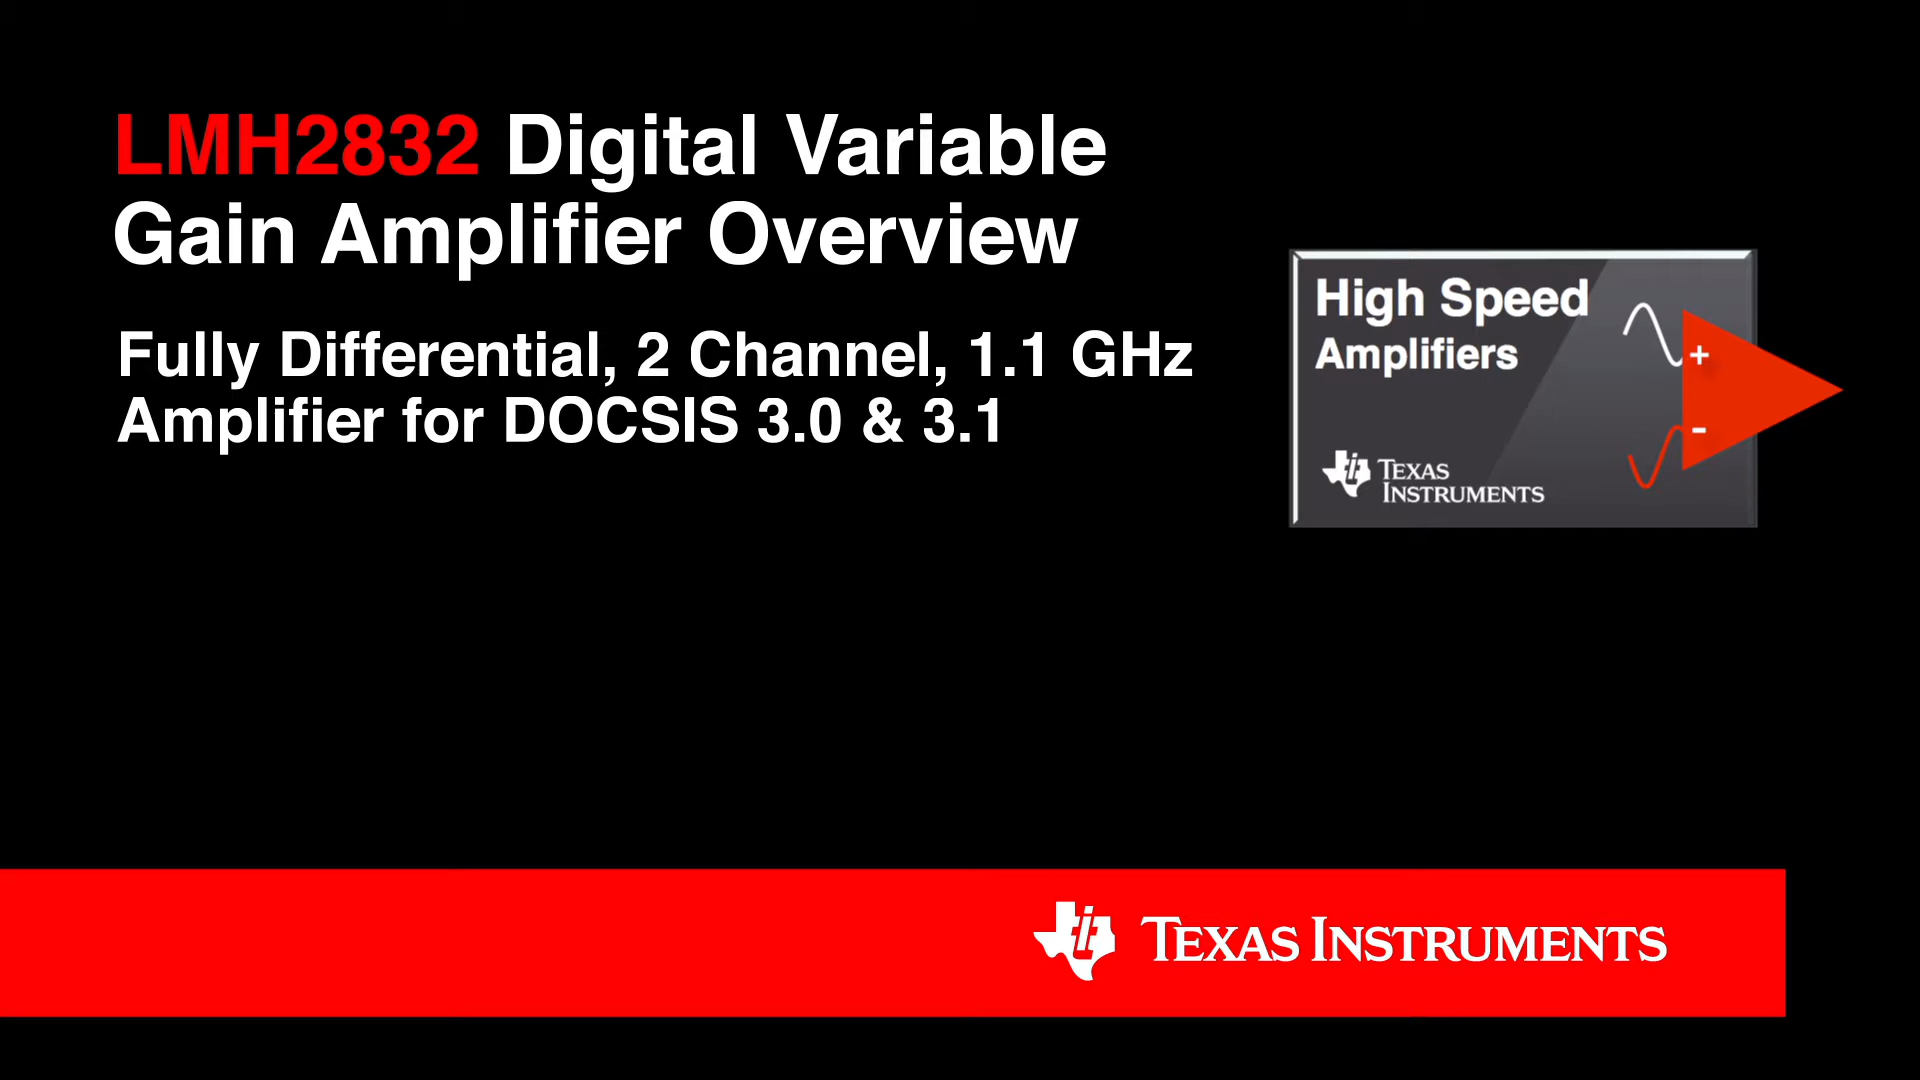 LMH2832 Digital Variable
Gain Amplifier Overview
Fully Differential, 2 Channel, 1.1 GHz
Amplifier for DOCSIS 3.0 & 3.1
High Speed
Amplifiers
+
-
TEXAS
INSTRUMENTS
TEXAS INSTRUMENTS